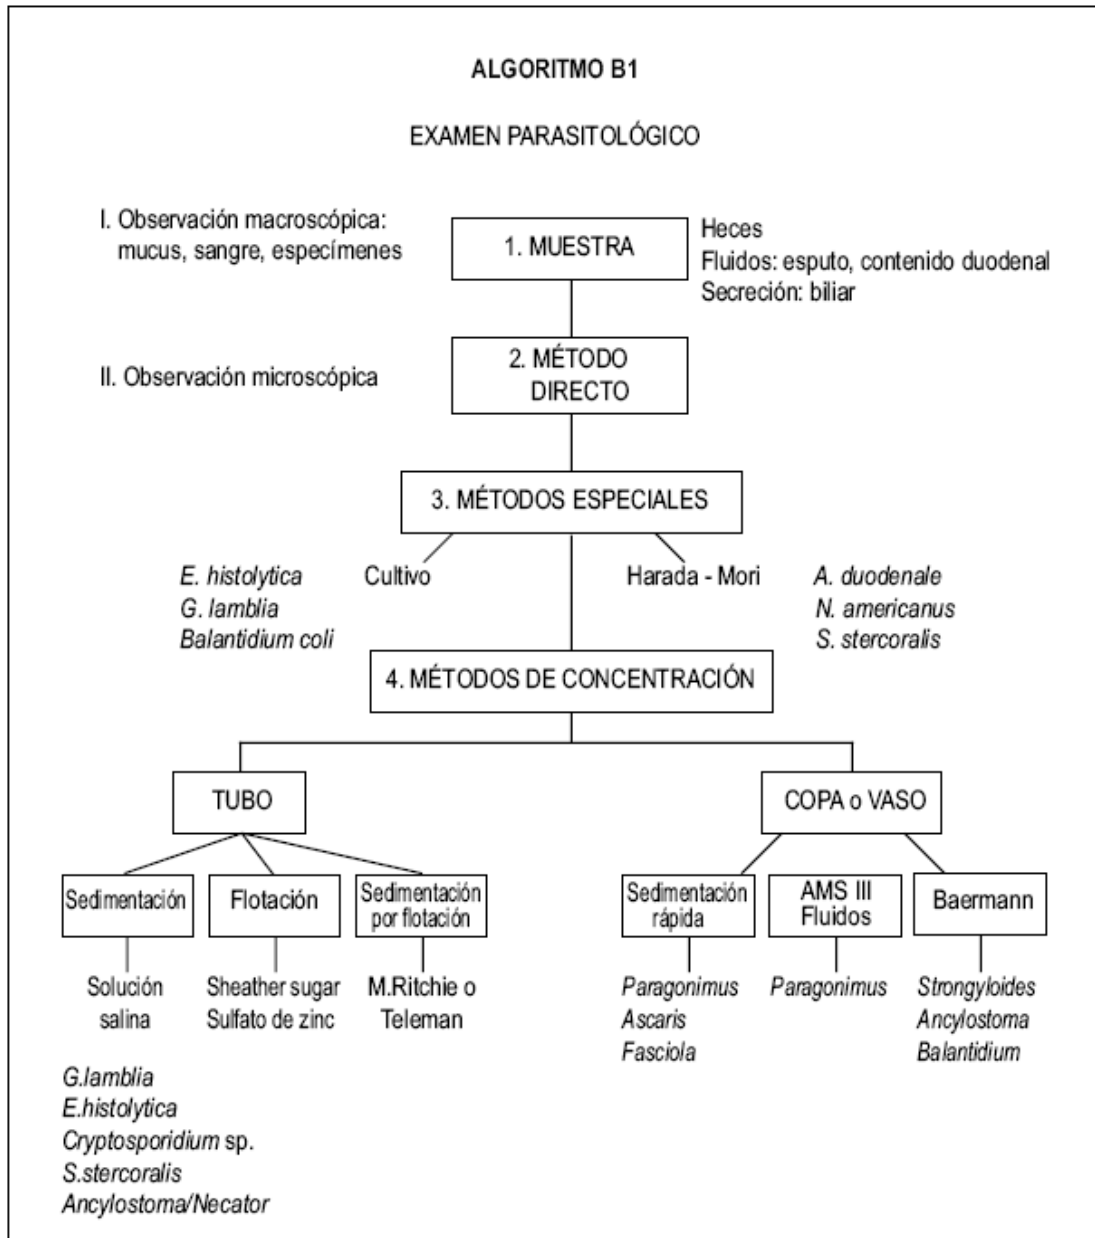 ALGORITMO B1
EXAMEN PARASITOLÓGICO
I. Observación macroscópica:
mucus, sangre, especímenes
1. MUESTRA
Heces
Fluidos: esputo, contenido duodenal
Secreción: biliar
II. Observación microscópica
2. MÉTODO
DIRECTO
3. MÉTODOS ESPECIALES
E. histolytica
G. lamblia
Balantidium coli
Cultivo
Harada - Mori
A. duodenale
N. americanus
S. stercoralis
4. MÉTODOS DE CONCENTRACIÓN
TUBO
COPA o VASO
Sedimentación
Flotación
Sedimentación
por flotación
Sedimentación
rápida
AMS III
Fluidos
Baermann
Solución
salina
Sheather sugar
Sulfato de zinc
M.Ritchie o
Teleman
Paragonimus
Ascaris
Fasciola
Paragonimus
Strongyloides
Ancylostoma
Balantidium
G.lamblia
E.histolytica
Cryptosporidium sp.
S.stercoralis
Ancylostoma/Necator